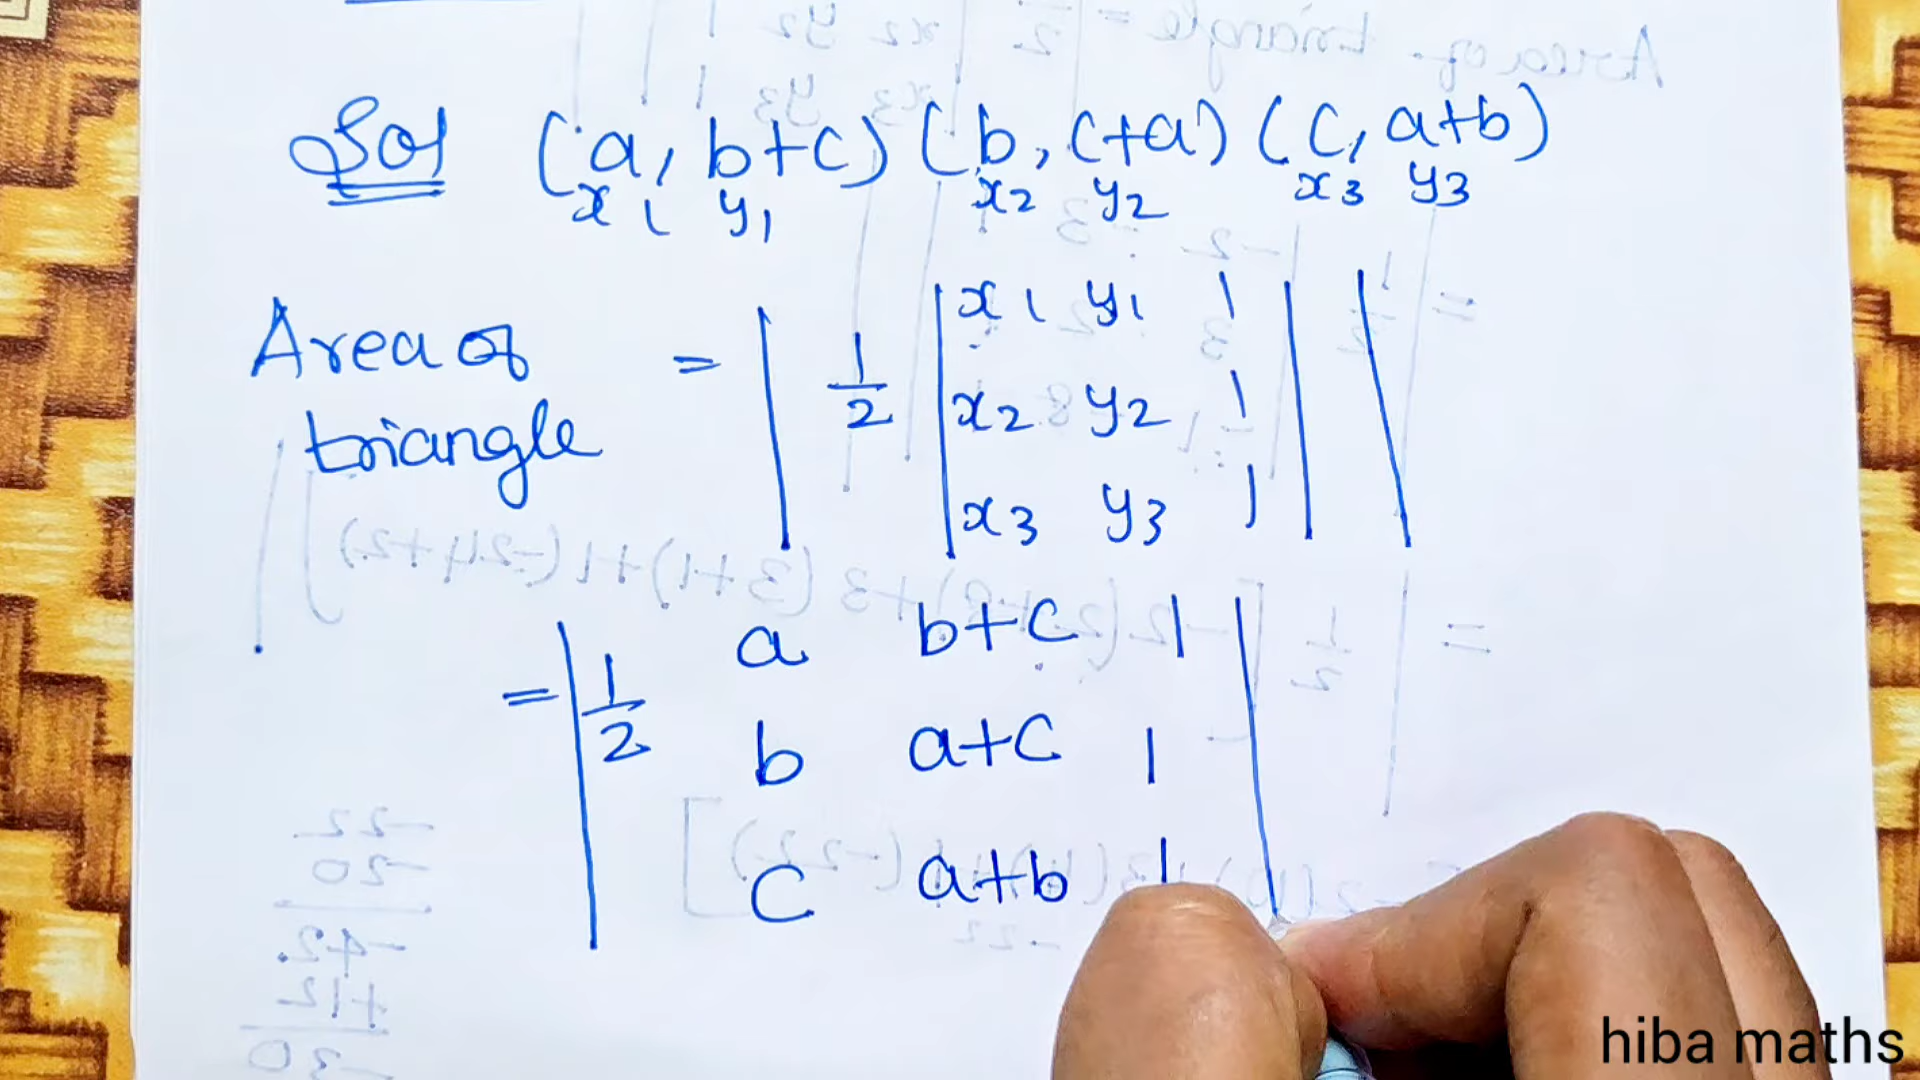 Sol (a, b+c) (b, c+a) (c, a+b)
x1 y1 x2 y2 x3 y3
Area of triangle = | 1/2 | x1 y1 1 | |
x2 y2 1
x3 y3 1
= | 1/2 a b+c 1 |
b a+c 1
c a+b 1
hiba maths